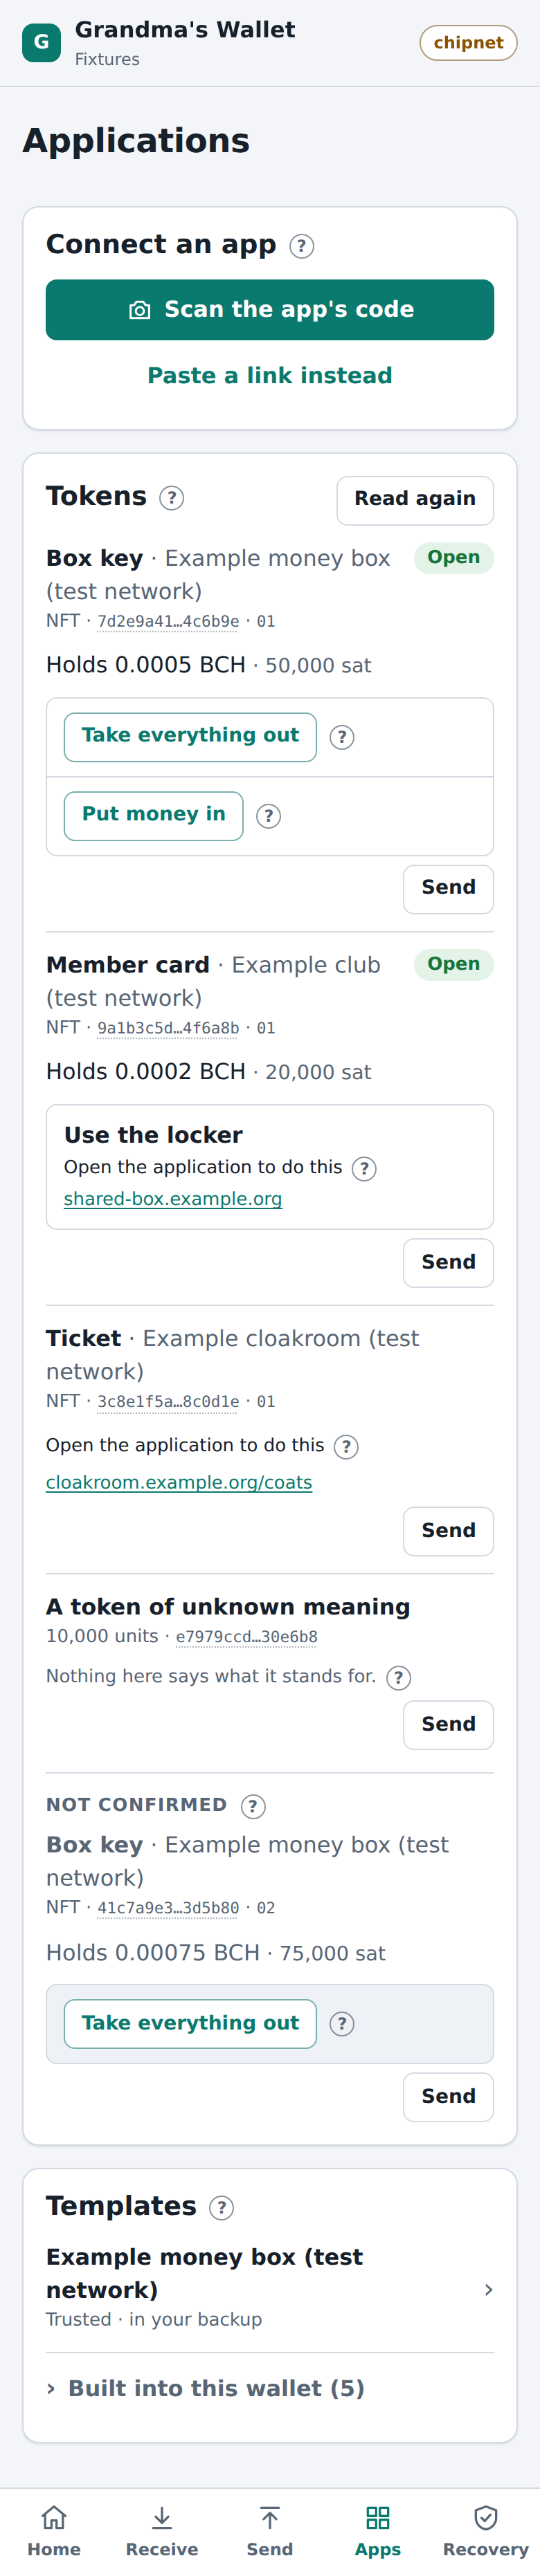 G
Grandma's Wallet
Fixtures
chipnet
Applications
Connect an app ?
Scan the app's code
Paste a link instead
Tokens ?
Read again
Box key · Example money box
(test network)
Open
NFT · 7d2e9a41…4c6b9e · 01
Holds 0.0005 BCH · 50,000 sat
Take everything out ?
Put money in ?
Send
Member card · Example club
(test network)
Open
NFT · 9a1b3c5d…4f6a8b · 01
Holds 0.0002 BCH · 20,000 sat
Use the locker
Open the application to do this ?
shared-box.example.org
Send
Ticket · Example cloakroom (test
network)
NFT · 3c8e1f5a…8c0d1e · 01
Open the application to do this ?
cloakroom.example.org/coats
Send
A token of unknown meaning
10,000 units · e7979ccd…30e6b8
Nothing here says what it stands for. ?
Send
NOT CONFIRMED ?
Box key · Example money box (test
network)
NFT · 41c7a9e3…3d5b80 · 02
Holds 0.00075 BCH · 75,000 sat
Take everything out ?
Send
Templates ?
Example money box (test
network)
Trusted · in your backup
›
› Built into this wallet (5)
Home
Receive
Send
Apps
Recovery